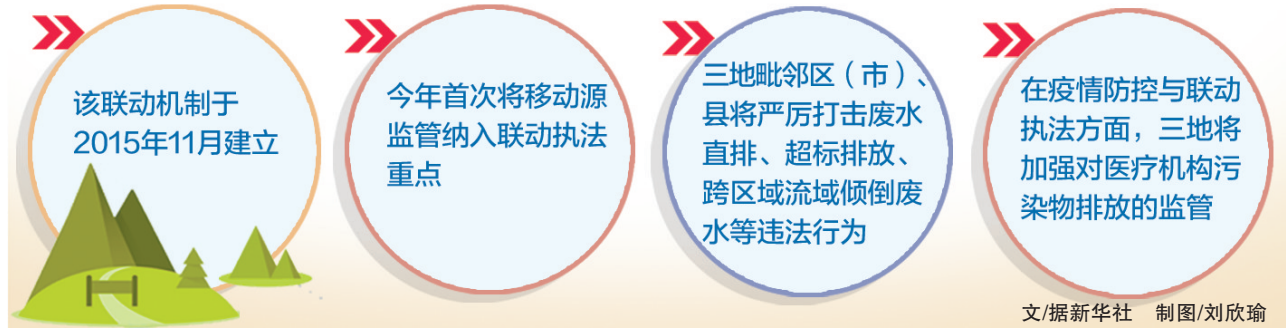 该联动机制于
2015年11月建立
今年首次将移动源
监管纳入联动执法
重点
三地毗邻区（市）、
县将严厉打击废水
直排、超标排放、
跨区域流域倾倒废
水等违法行为
在疫情防控与联动
执法方面，三地将
加强对医疗机构污
染物排放的监管
文/据新华社　制图/刘欣瑜